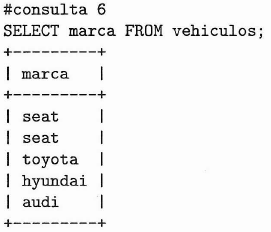 #consulta 6
SELECT marca FROM vehiculos;
+---------+
| marca   |
+---------+
| seat    |
| seat    |
| toyota  |
| hyundai |
| audi    |
+---------+